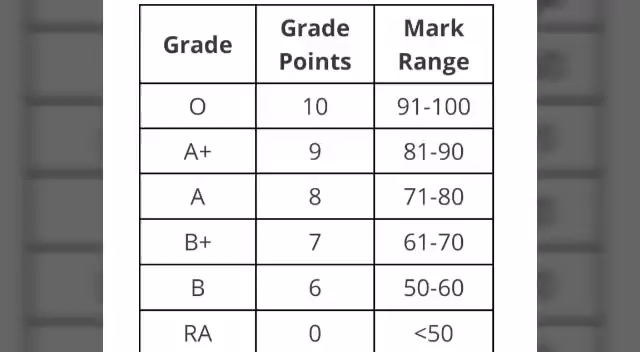 Grade Grade Points Mark Range
O 10 91-100
A+ 9 81-90
A 8 71-80
B+ 7 61-70
B 6 50-60
RA 0 <50